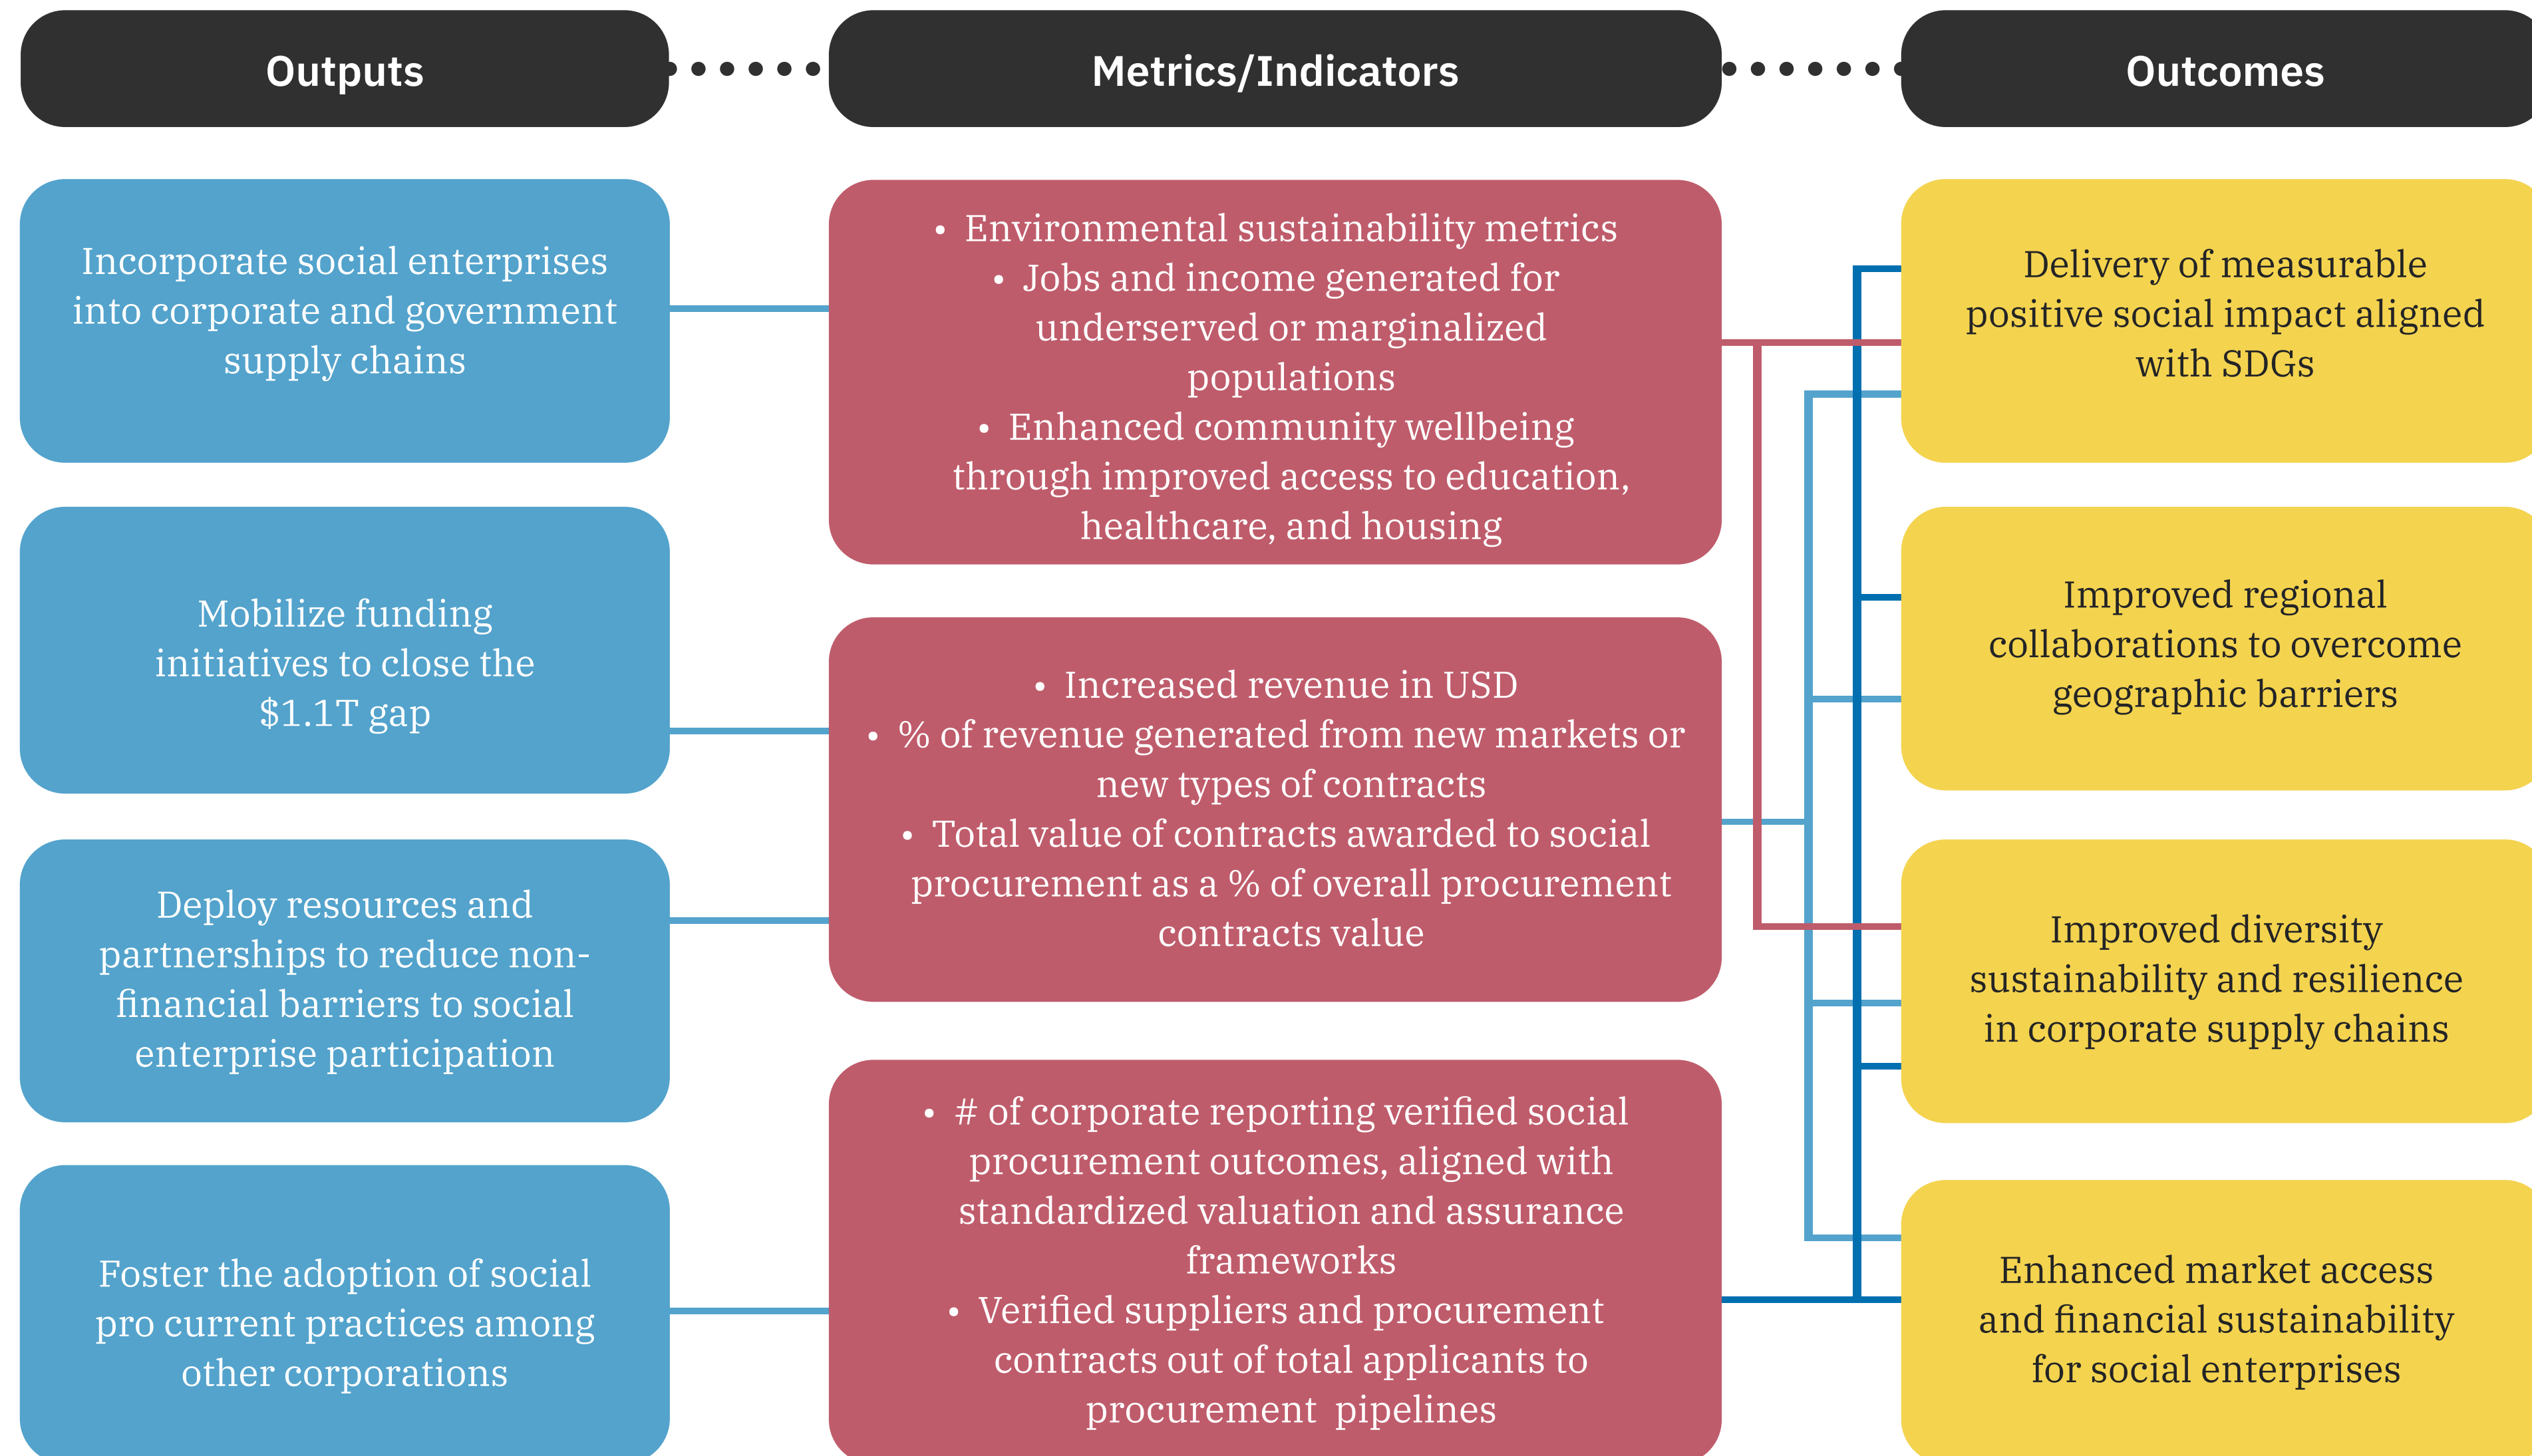 Outputs
Metrics/Indicators
Outcomes
Incorporate social enterprises
into corporate and government
supply chains
Mobilize funding
initiatives to close the
$1.1T gap
Deploy resources and
partnerships to reduce non-
financial barriers to social
enterprise participation
Foster the adoption of social
pro current practices among
other corporations
• Environmental sustainability metrics
• Jobs and income generated for
underserved or marginalized
populations
• Enhanced community wellbeing
through improved access to education,
healthcare, and housing
• Increased revenue in USD
• % of revenue generated from new markets or
new types of contracts
• Total value of contracts awarded to social
procurement as a % of overall procurement
contracts value
• # of corporate reporting verified social
procurement outcomes, aligned with
standardized valuation and assurance
frameworks
• Verified suppliers and procurement
contracts out of total applicants to
procurement  pipelines
Delivery of measurable
positive social impact aligned
with SDGs
Improved regional
collaborations to overcome
geographic barriers
Improved diversity
sustainability and resilience
in corporate supply chains
Enhanced market access
and financial sustainability
for social enterprises